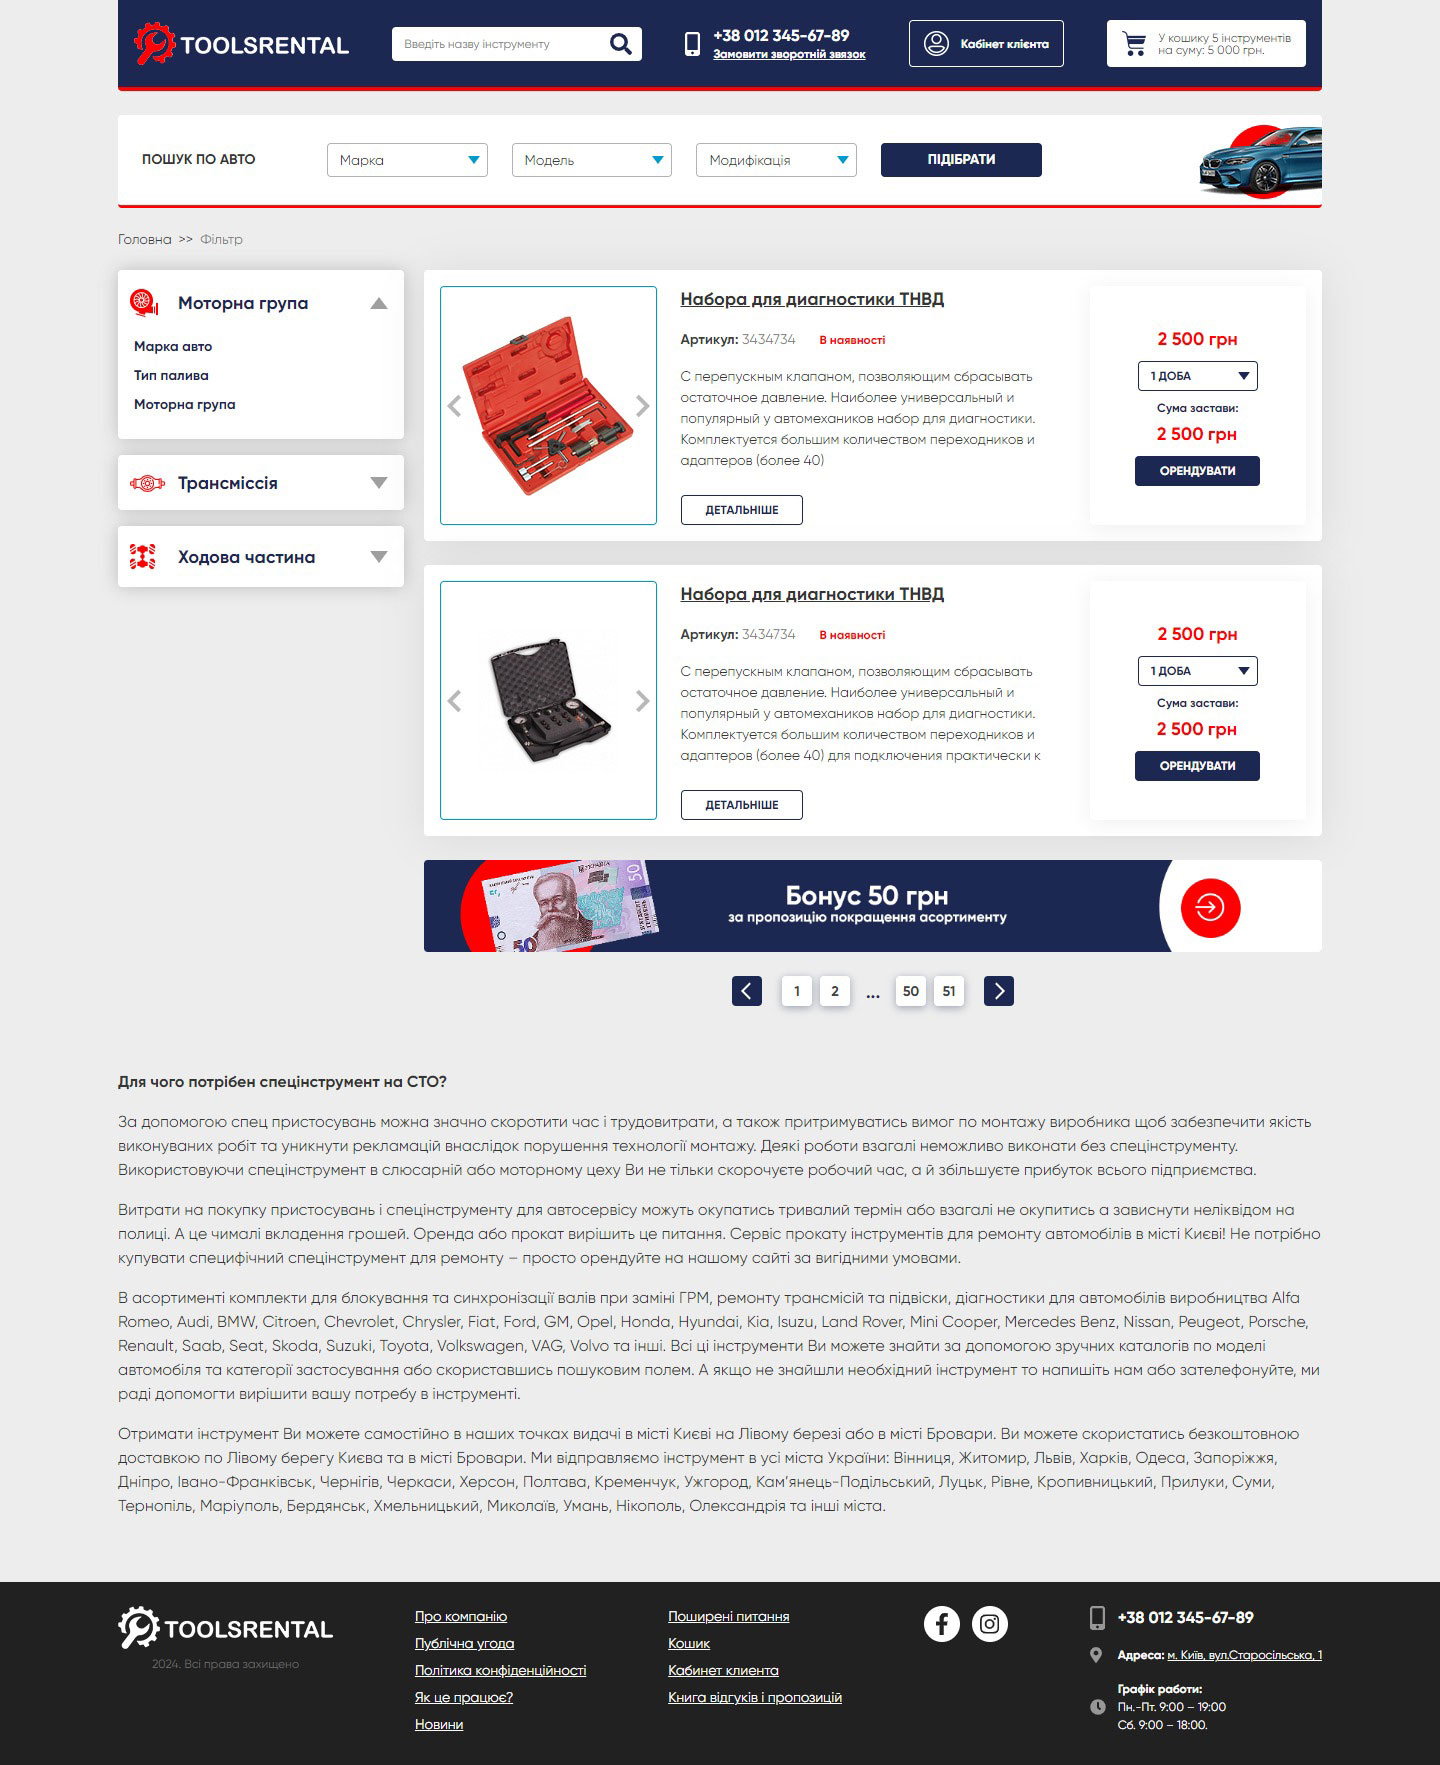 TOOLSRENTAL
Введіть назву інструменту
+38 012 345-67-89
Замовити зворотній звязок
Кабінет клієнта
У кошику 5 інструментів
на суму: 5 000 грн.
ПОШУК ПО АВТО
Марка
Модель
Модифікація
ПІДІБРАТИ
Головна >> Фільтр
Моторна група
Марка авто
Тип палива
Моторна група
Трансміссія
Ходова частина
Набора для диагностики ТНВД
Артикул: 3434734 В наявності
С перепускным клапаном, позволяющим сбрасывать
остаточное давление. Наиболее универсальный и
популярный у автомехаников набор для диагностики.
Комплектуется большим количеством переходников и
адаптеров (более 40)
ДЕТАЛЬНІШЕ
2 500 грн
1 ДОБА
Сума застави:
2 500 грн
ОРЕНДУВАТИ
Набора для диагностики ТНВД
Артикул: 3434734 В наявності
С перепускным клапаном, позволяющим сбрасывать
остаточное давление. Наиболее универсальный и
популярный у автомехаников набор для диагностики.
Комплектуется большим количеством переходников и
адаптеров (более 40) для подключения практически к
ДЕТАЛЬНІШЕ
2 500 грн
1 ДОБА
Сума застави:
2 500 грн
ОРЕНДУВАТИ
50
50
Бонус 50 грн
за пропозицію покращення асортименту
1 2 ... 50 51
Для чого потрібен спецінструмент на СТО?
За допомогою спец пристосувань можна значно скоротити час і трудовитрати, а також притримуватись вимог по монтажу виробника щоб забезпечити якість
виконуваних робіт та уникнути рекламацій внаслідок порушення технології монтажу. Деякі роботи взагалі неможливо виконати без спецінструменту.
Використовуючи спецінструмент в слюсарній або моторному цеху Ви не тільки скорочуєте робочий час, а й збільшуєте прибуток всього підприємства.
Витрати на покупку пристосувань і спецінструменту для автосервісу можуть окупатись тривалий термін або взагалі не окупитись а зависнути неліквідом на
полиці. А це чималі вкладення грошей. Оренда або прокат вирішить це питання. Сервіс прокату інструментів для ремонту автомобілів в місті Києві! Не потрібно
купувати специфічний спецінструмент для ремонту – просто орендуйте на нашому сайті за вигідними умовами.
В асортименті комплекти для блокування та синхронізації валів при заміні ГРМ, ремонту трансмісій та підвіски, діагностики для автомобілів виробництва Alfa
Romeo, Audi, BMW, Citroen, Chevrolet, Chrysler, Fiat, Ford, GM, Opel, Honda, Hyundai, Kia, Isuzu, Land Rover, Mini Cooper, Mercedes Benz, Nissan, Peugeot, Porsche,
Renault, Saab, Seat, Skoda, Suzuki, Toyota, Volkswagen, VAG, Volvo та інші. Всі ці інструменти Ви можете знайти за допомогою зручних каталогів по моделі
автомобіля та категорії застосування або скориставшись пошуковим полем. А якщо не знайшли необхідний інструмент то напишіть нам або зателефонуйте, ми
раді допомогти вирішити вашу потребу в інструменті.
Отримати інструмент Ви можете самостійно в наших точках видачі в місті Києві на Лівому березі або в місті Бровари. Ви можете скористатись безкоштовною
доставкою по Лівому берегу Києва та в місті Бровари. Ми відправляємо інструмент в усі міста України: Вінниця, Житомир, Львів, Харків, Одеса, Запоріжжя,
Дніпро, Івано-Франківськ, Чернігів, Черкаси, Херсон, Полтава, Кременчук, Ужгород, Кам’янець-Подільський, Луцьк, Рівне, Кропивницький, Прилуки, Суми,
Тернопіль, Маріуполь, Бердянськ, Хмельницький, Миколаїв, Умань, Нікополь, Олександрія та інші міста.
TOOLSRENTAL
2024. Всі права захищено
Про компанію
Публічна угода
Політика конфіденційності
Як це працює?
Новини
Поширені питання
Кошик
Кабинет клиента
Книга відгуків і пропозицій
+38 012 345-67-89
Адреса: м. Київ, вул.Старосільська, 1
Графік работи:
Пн.-Пт. 9:00 – 19:00
Сб. 9:00 – 18:00.